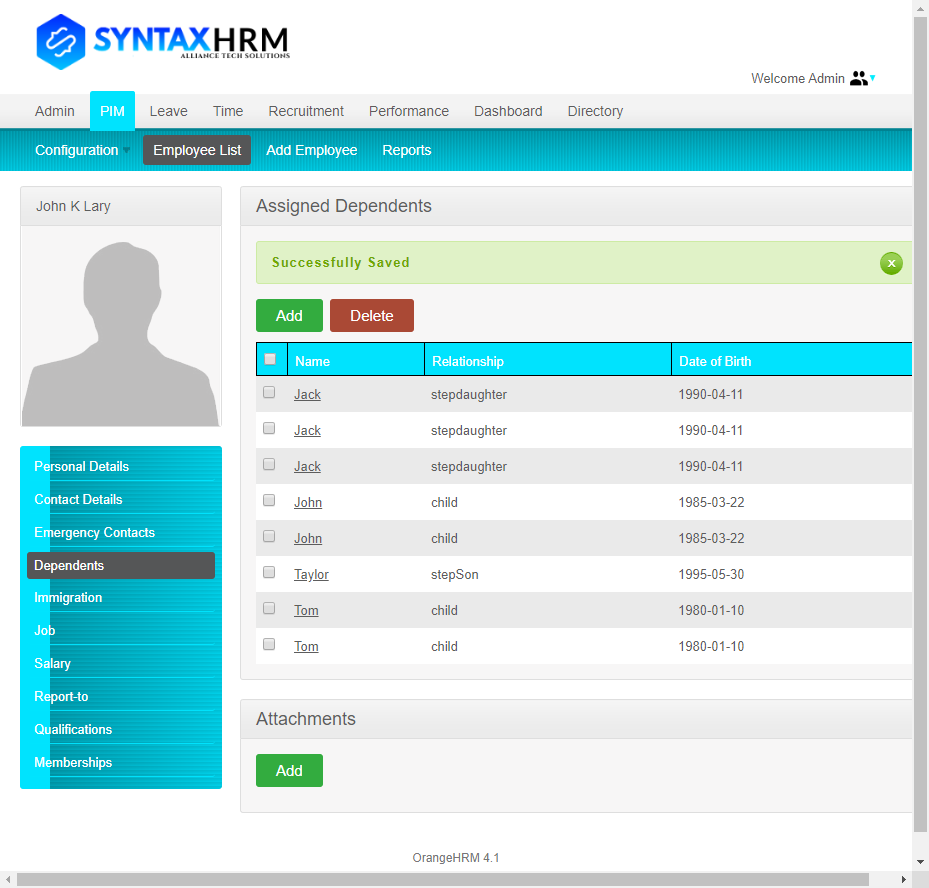 SYNTAXHRM
ALLIANCE TECH SOLUTIONS
Welcome Admin
Admin PIM Leave Time Recruitment Performance Dashboard Directory
Configuration Employee List Add Employee Reports
John K Lary
Personal Details
Contact Details
Emergency Contacts
Dependents
Immigration
Job
Salary
Report-to
Qualifications
Memberships
Assigned Dependents
Successfully Saved
Add Delete
Name Relationship Date of Birth
Jack stepdaughter 1990-04-11
Jack stepdaughter 1990-04-11
Jack stepdaughter 1990-04-11
John child 1985-03-22
John child 1985-03-22
Taylor stepSon 1995-05-30
Tom child 1980-01-10
Tom child 1980-01-10
Attachments
Add
OrangeHRM 4.1